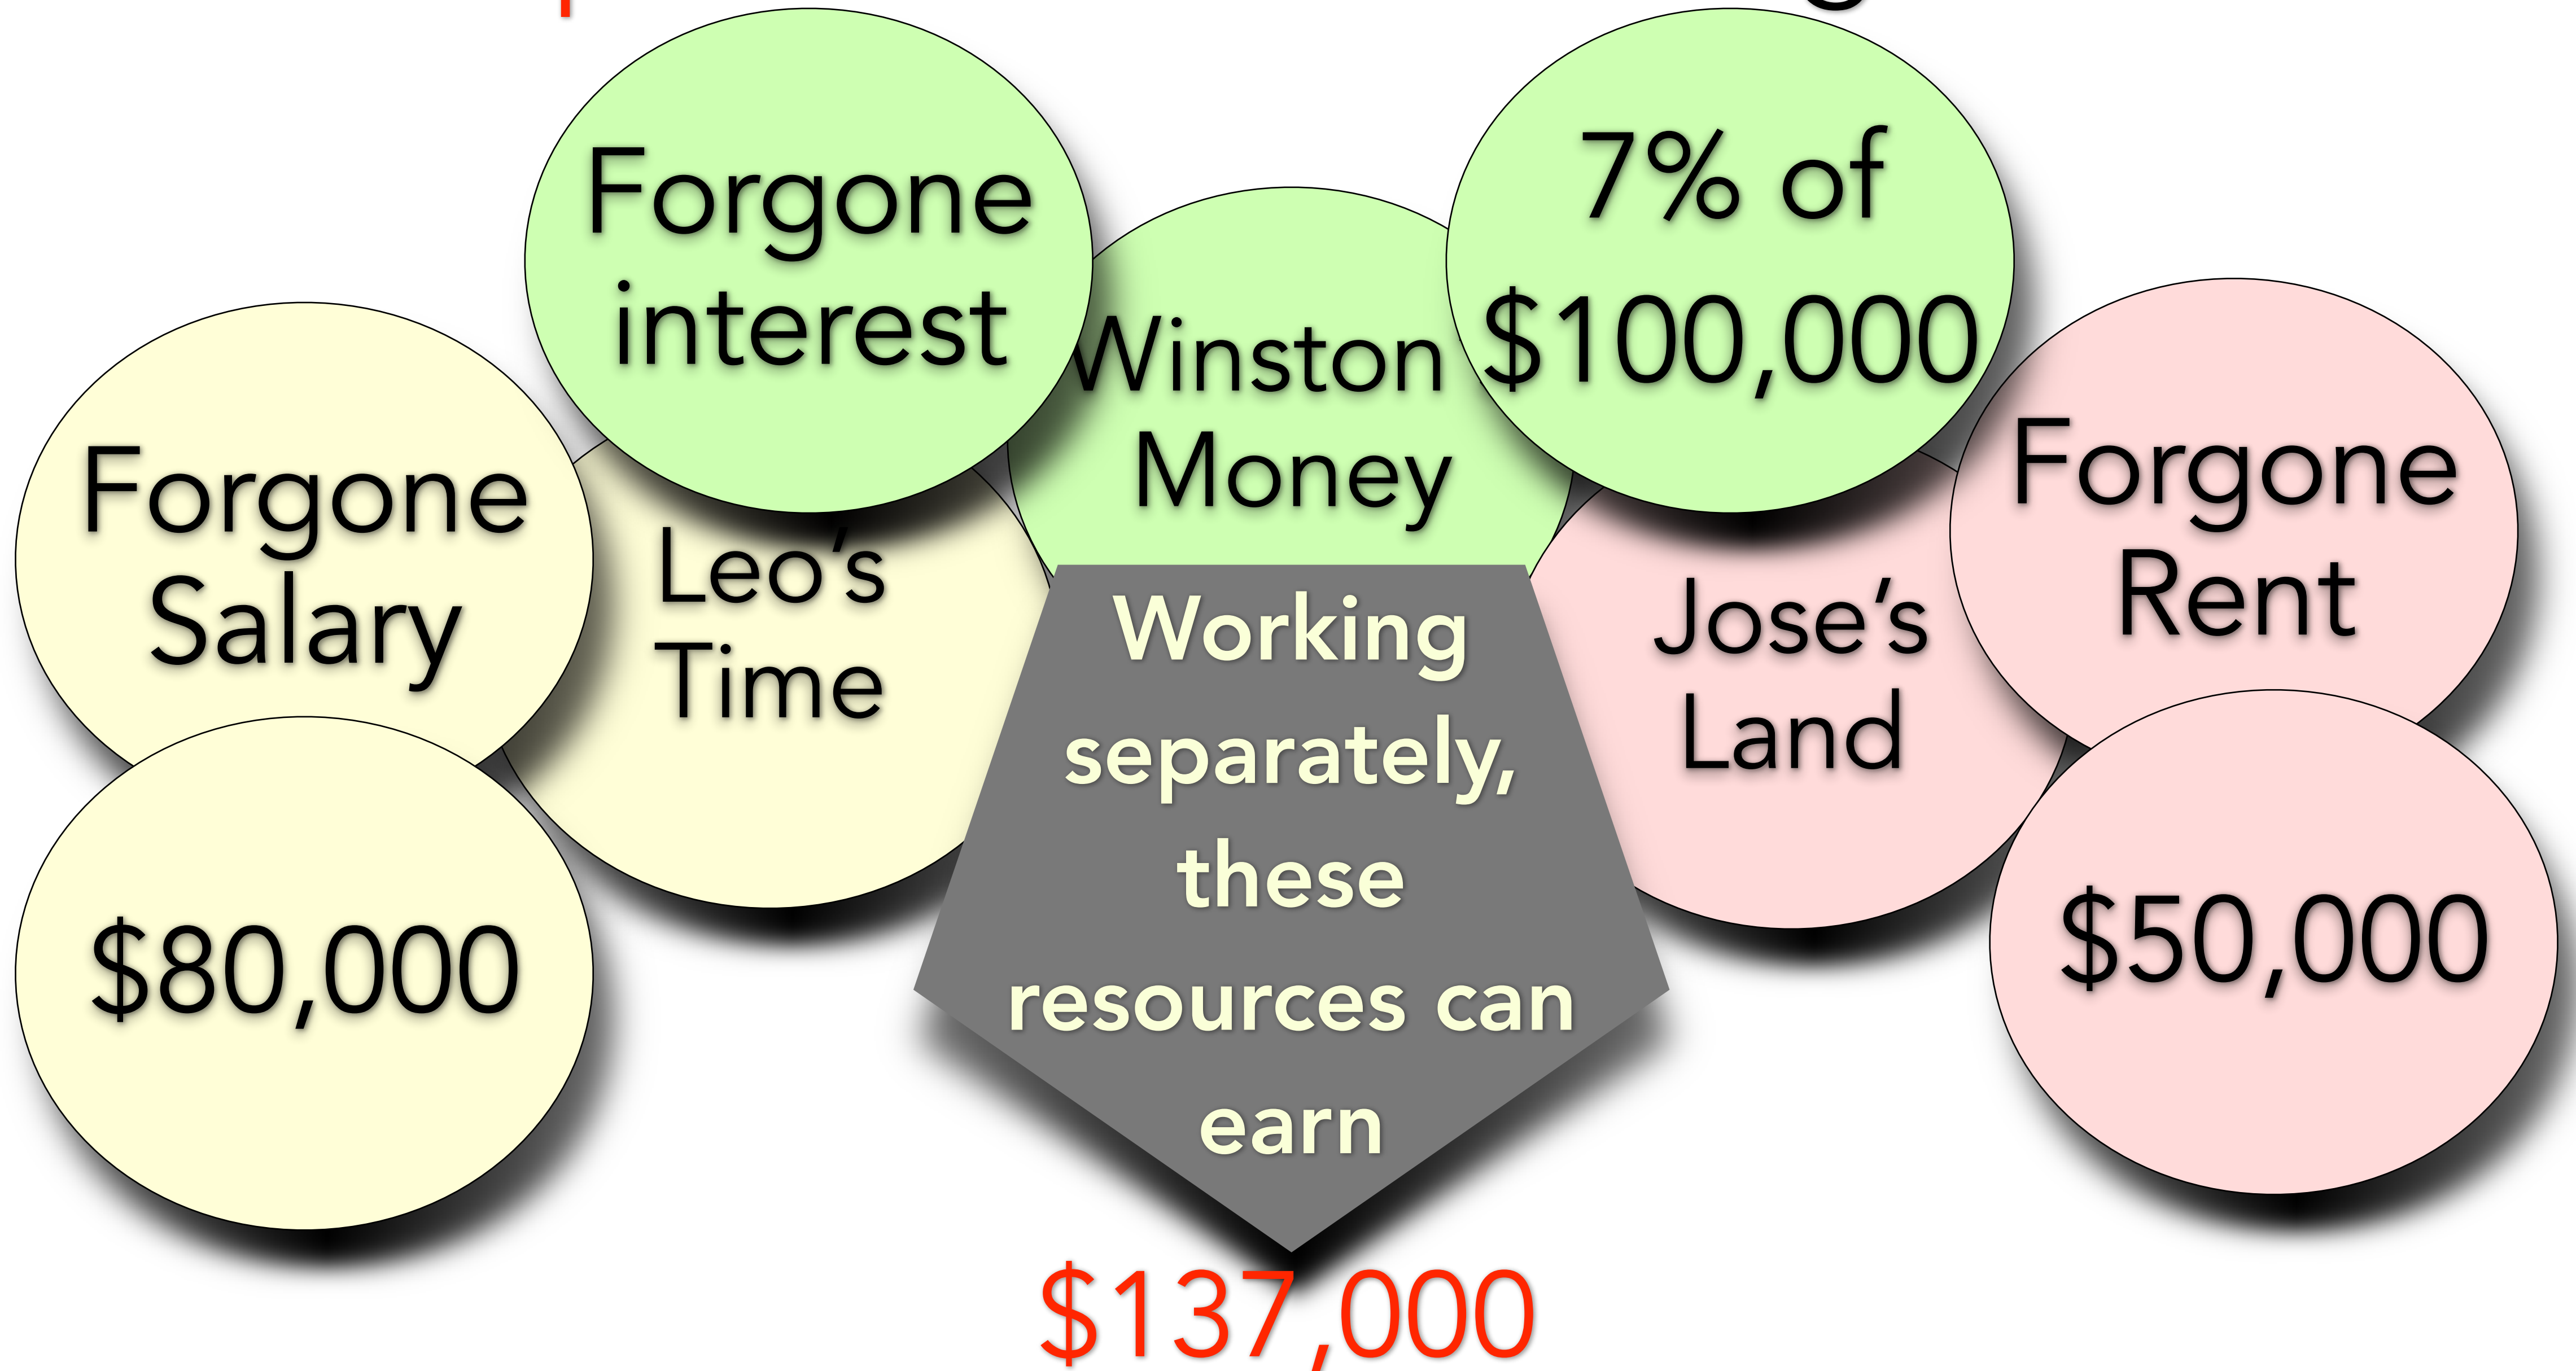 Forgone
interest
7% of
$100,000
Winston
Money
Forgone
Salary
Leo's
Time
Forgone
Rent
Jose's
Land
$80,000
$50,000
Working
separately,
these
resources can
earn
$137,000